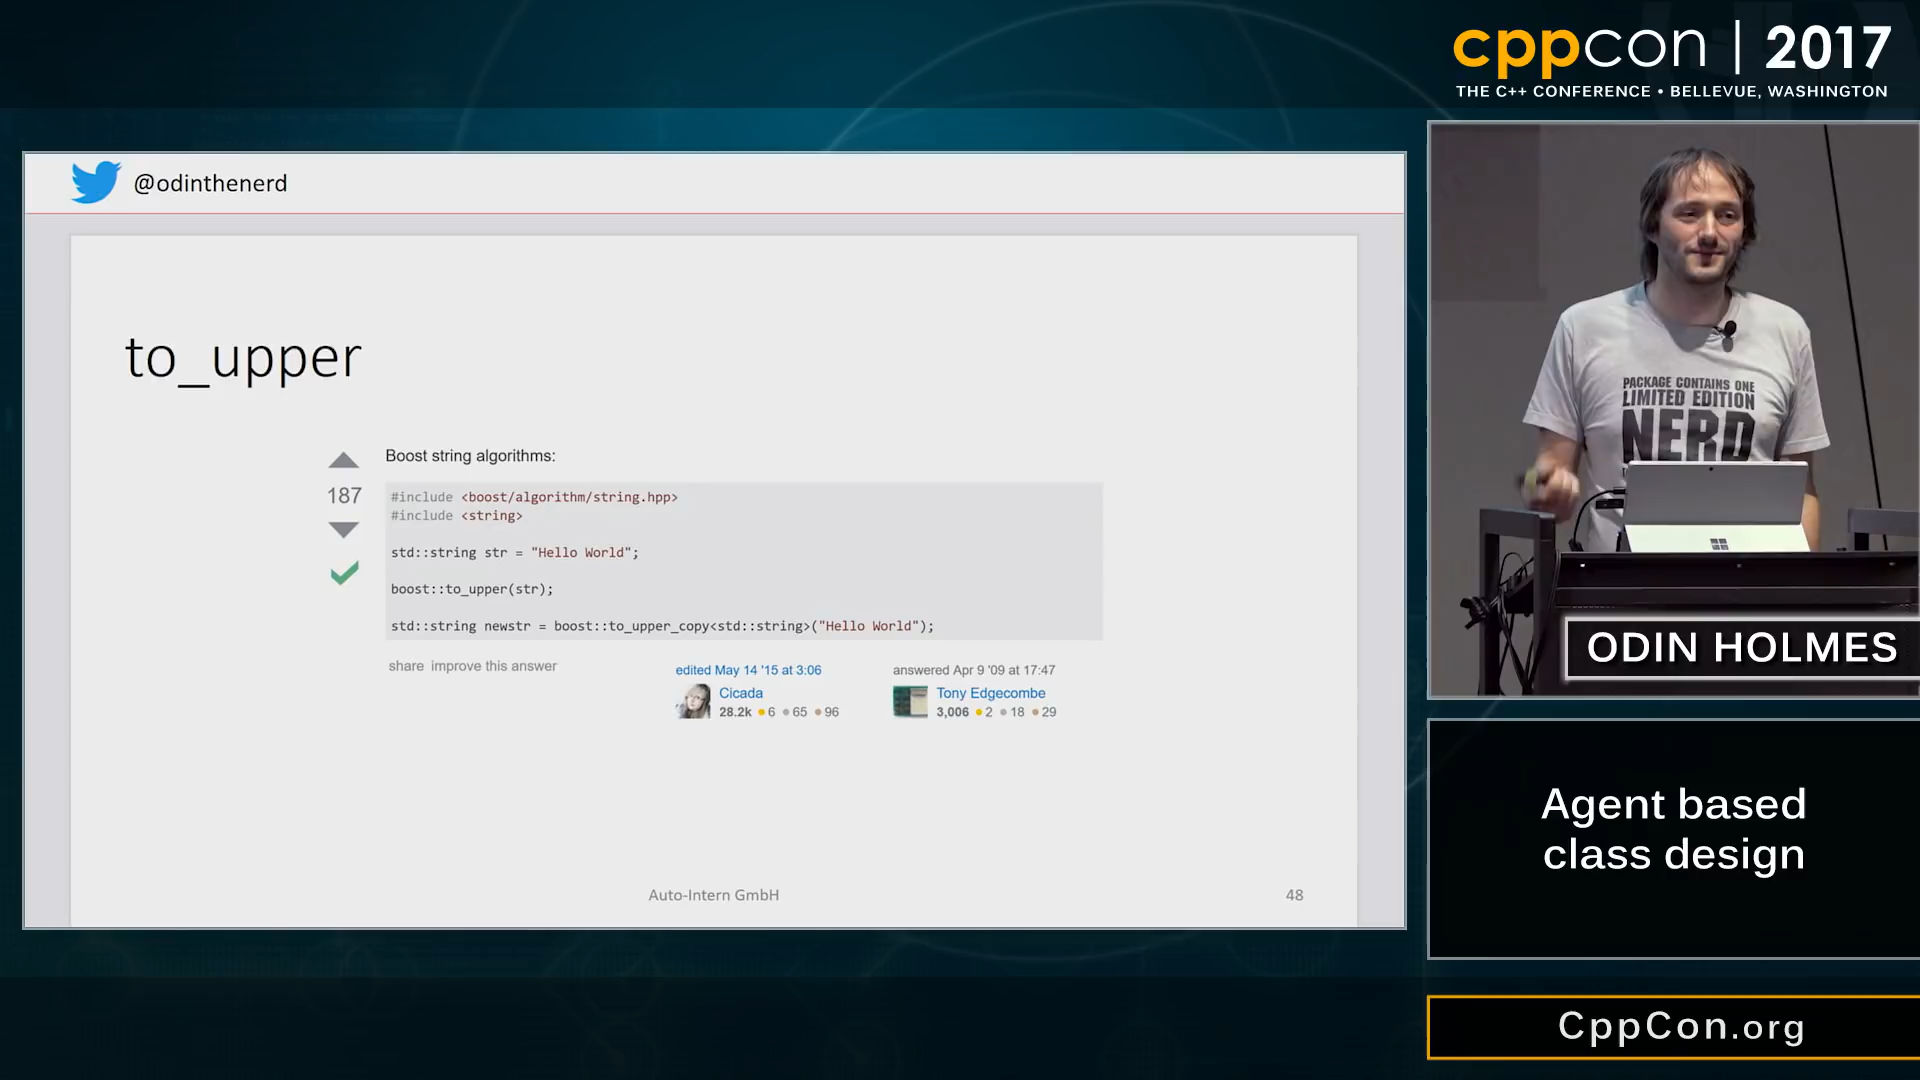 cppcon | 2017
THE C++ CONFERENCE • BELLEVUE, WASHINGTON
@odinthenerd
to_upper
Boost string algorithms:
187
#include <boost/algorithm/string.hpp>
#include <string>
std::string str = "Hello World";
boost::to_upper(str);
std::string newstr = boost::to_upper_copy<std::string>("Hello World");
share improve this answer
edited May 14 '15 at 3:06
Cicada
28.2k 6 65 96
answered Apr 9 '09 at 17:47
Tony Edgecombe
3,006 2 18 29
Auto-Intern GmbH
48
PACKAGE CONTAINS ONE
LIMITED EDITION
NERD
ODIN HOLMES
Agent based
class design
CppCon.org